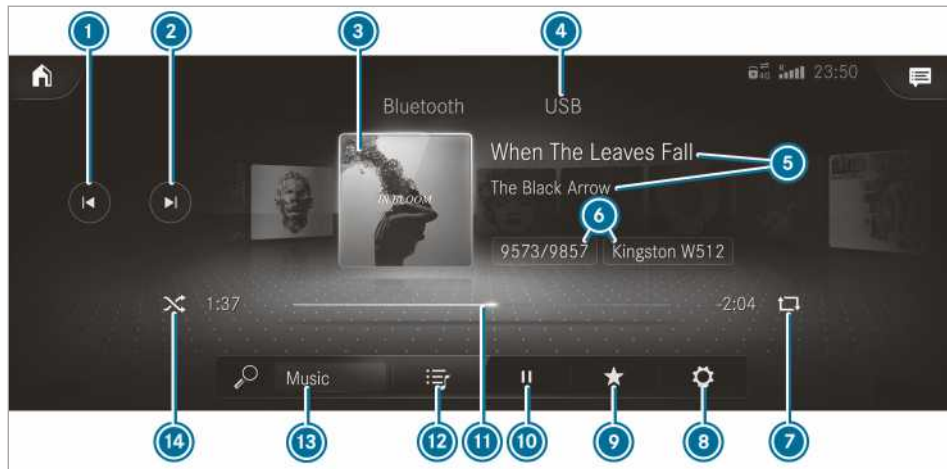 1 2 3 4
4G 23:50
Bluetooth USB
When The Leaves Fall
5
The Black Arrow
IN BLOOM
6
9573/9857 Kingston W512
1:37 -2:04
Music
14 13 12 11 10 9 8 7